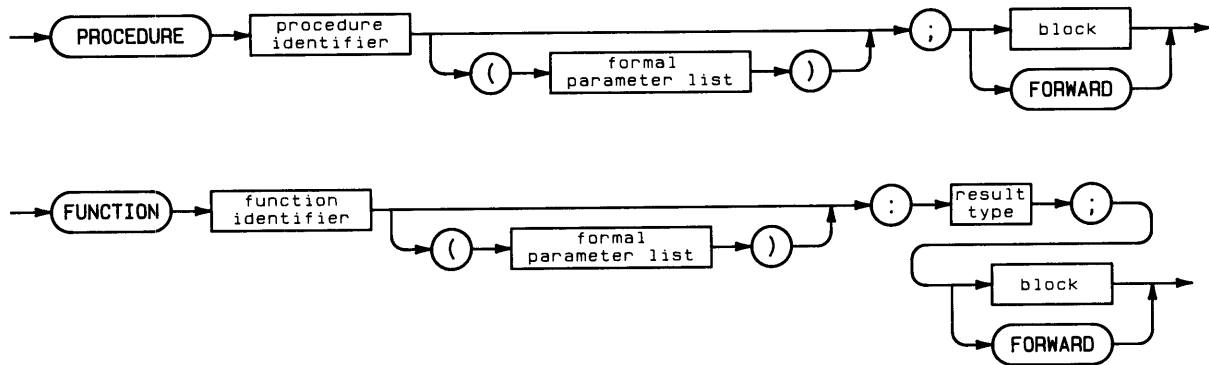 PROCEDURE
procedure
identifier
(
formal
parameter list
)
;
block
FORWARD
FUNCTION
function
identifier
(
formal
parameter list
)
:
result
type
;
block
FORWARD